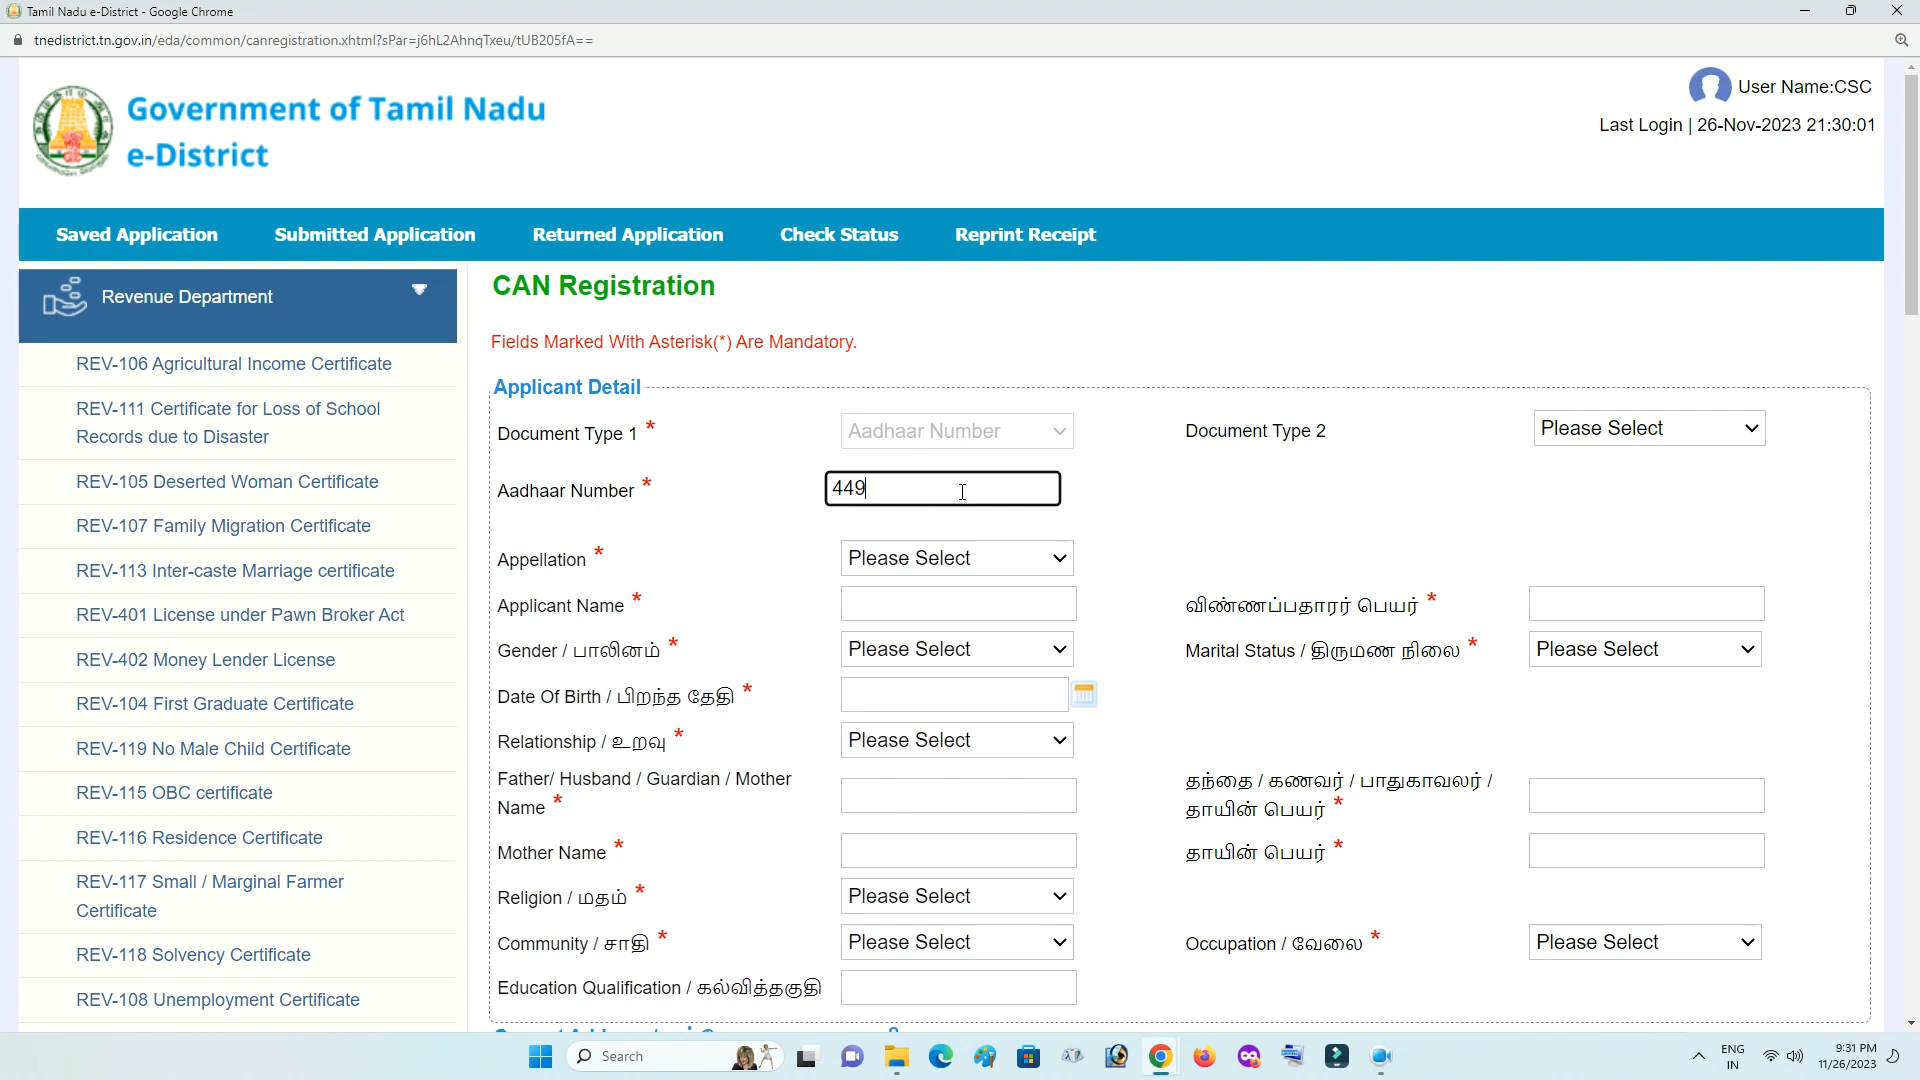 Tamil Nadu e-District - Google Chrome
tnedistrict.tn.gov.in/eda/common/canregistration.xhtml?sPar=j6hL2AhnqTxeu/tUB205fA==
Government of Tamil Nadu
e-District
User Name:CSC
Last Login | 26-Nov-2023 21:30:01
Saved Application Submitted Application Returned Application Check Status Reprint Receipt
Revenue Department
REV-106 Agricultural Income Certificate
REV-111 Certificate for Loss of School
Records due to Disaster
REV-105 Deserted Woman Certificate
REV-107 Family Migration Certificate
REV-113 Inter-caste Marriage certificate
REV-401 License under Pawn Broker Act
REV-402 Money Lender License
REV-104 First Graduate Certificate
REV-119 No Male Child Certificate
REV-115 OBC certificate
REV-116 Residence Certificate
REV-117 Small / Marginal Farmer
Certificate
REV-118 Solvency Certificate
REV-108 Unemployment Certificate
CAN Registration
Fields Marked With Asterisk(*) Are Mandatory.
Applicant Detail
Document Type 1 * Aadhaar Number Document Type 2 Please Select
Aadhaar Number * 449
Appellation * Please Select
Applicant Name * விண்ணப்பதாரர் பெயர் *
Gender / பாலினம் * Please Select Marital Status / திருமண நிலை * Please Select
Date Of Birth / பிறந்த தேதி *
Relationship / உறவு * Please Select
Father/ Husband / Guardian / Mother
Name *
தந்தை / கணவர் / பாதுகாவலர் /
தாயின் பெயர் *
Mother Name * தாயின் பெயர் *
Religion / மதம் * Please Select
Community / சாதி * Please Select Occupation / வேலை * Please Select
Education Qualification / கல்வித்தகுதி
Search
ENG
IN
9:31 PM
11/26/2023